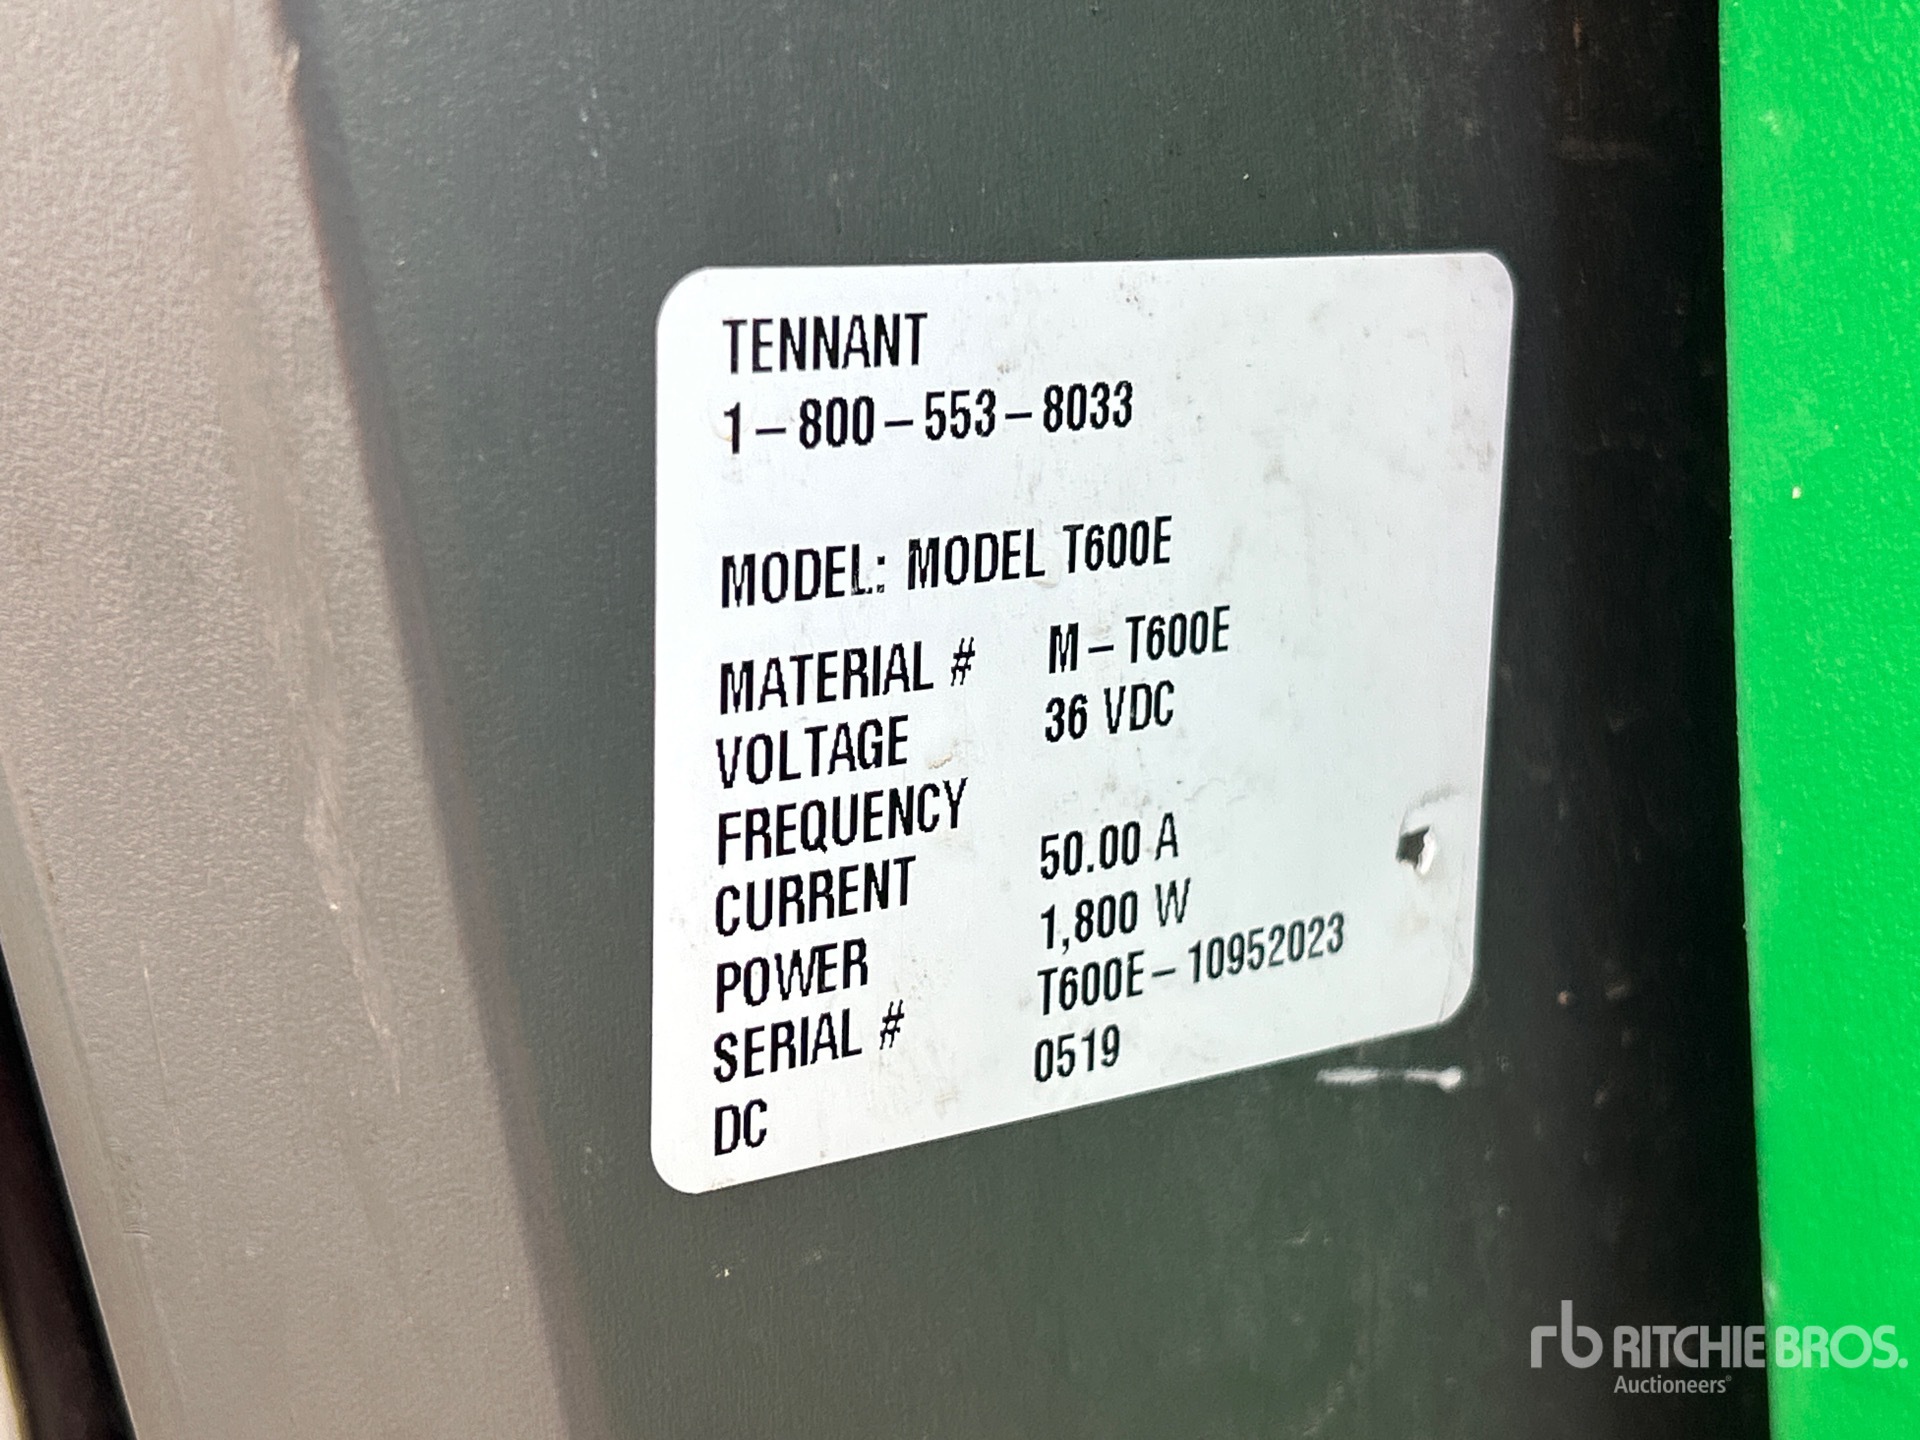 TENNANT
1-800-553-8033
MODEL: MODEL T600E
MATERIAL # M-T600E
VOLTAGE 36 VDC
FREQUENCY
CURRENT 50.00 A
POWER 1,800 W
SERIAL # T600E-10952023
DC 0519
rb RITCHIE BROS.
Auctioneers®